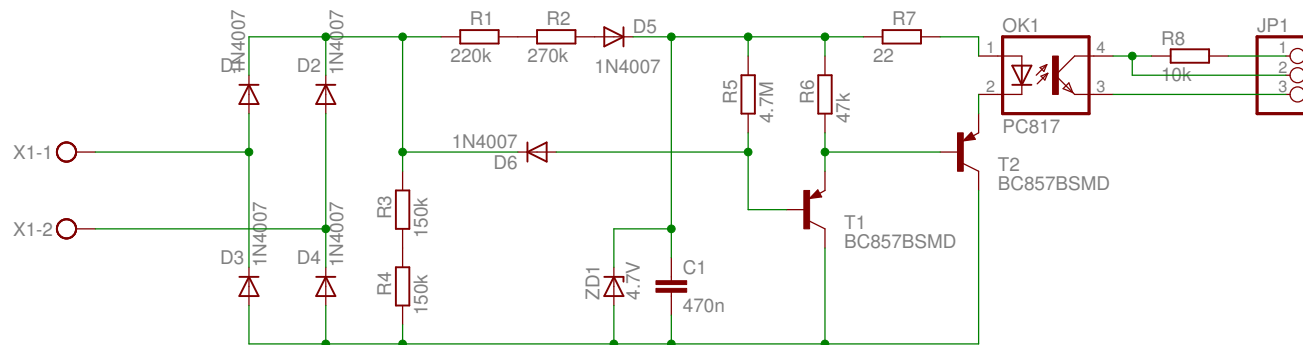 R1
220k
R2
270k
D5
1N4007
R7
22
OK1
1
2
4
3
PC817
R8
10k
JP1
1
2
3
D1
1N4007
D2
1N4007
R5
4.7M
R6
47k
X1-1
1N4007
D6
T2
BC857BSMD
R3
150k
T1
BC857BSMD
X1-2
D3
1N4007
D4
1N4007
R4
150k
ZD1
4.7V
C1
470n